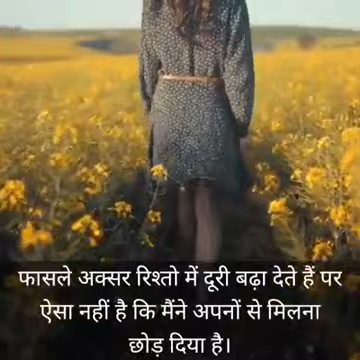 फासले अक्सर रिश्तो में दूरी बढ़ा देते हैं पर
ऐसा नहीं है कि मैंने अपनों से मिलना
छोड़ दिया है।